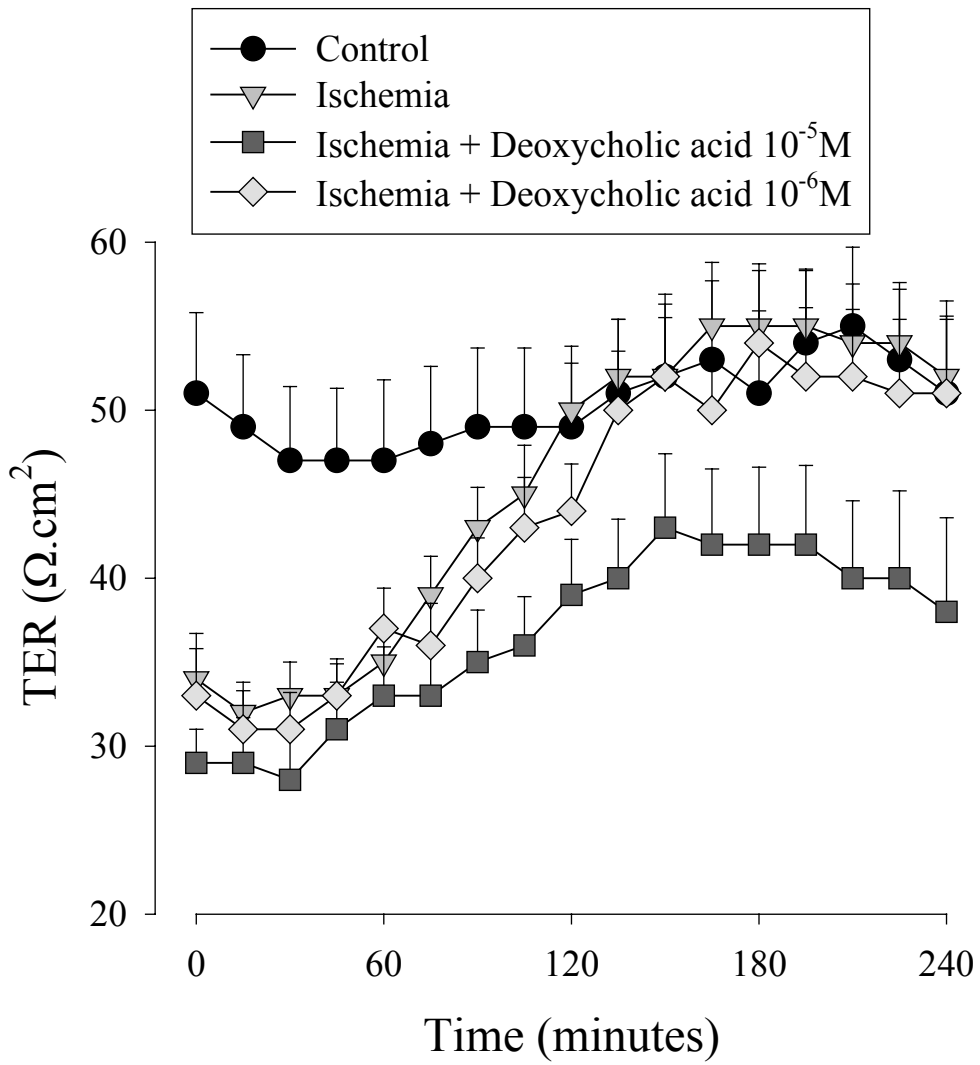 Control
Ischemia
Ischemia + Deoxycholic acid 10⁻⁵M
Ischemia + Deoxycholic acid 10⁻⁶M
60
50
40
30
20
TER (Ω.cm²)
0 60 120 180 240
Time (minutes)